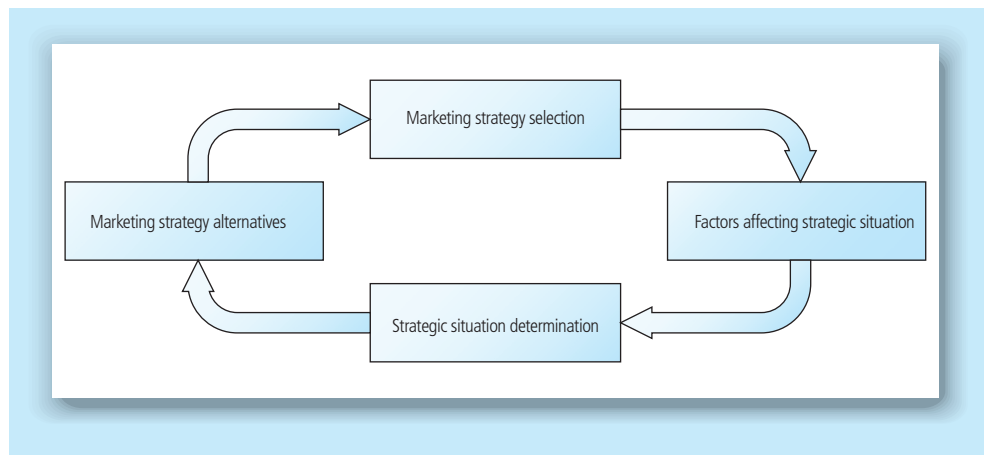 Marketing strategy selection
Marketing strategy alternatives
Factors affecting strategic situation
Strategic situation determination